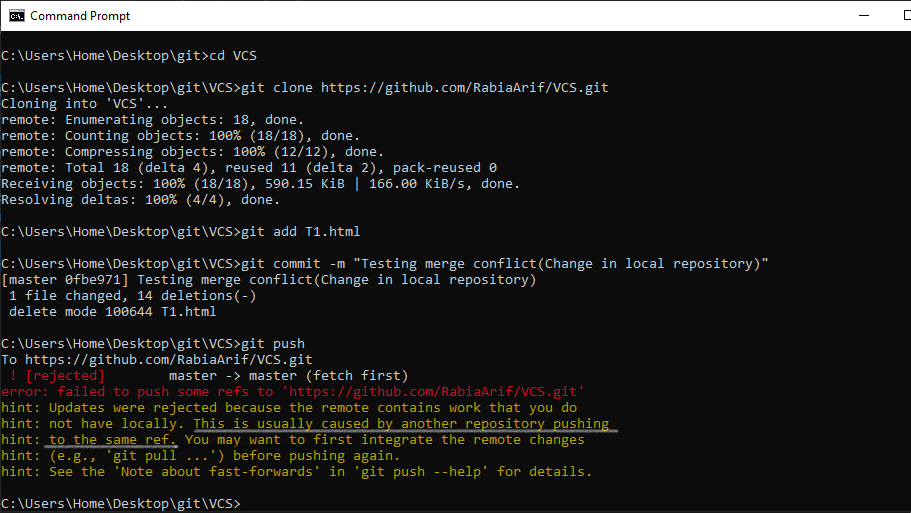 Command Prompt
C:\Users\Home\Desktop\git>cd VCS
C:\Users\Home\Desktop\git\VCS>git clone https://github.com/RabiaArif/VCS.git
Cloning into 'VCS'...
remote: Enumerating objects: 18, done.
remote: Counting objects: 100% (18/18), done.
remote: Compressing objects: 100% (12/12), done.
remote: Total 18 (delta 4), reused 11 (delta 2), pack-reused 0
Receiving objects: 100% (18/18), 590.15 KiB | 166.00 KiB/s, done.
Resolving deltas: 100% (4/4), done.
C:\Users\Home\Desktop\git\VCS>git add T1.html
C:\Users\Home\Desktop\git\VCS>git commit -m "Testing merge conflict(Change in local repository)"
[master 0fbe971] Testing merge conflict(Change in local repository)
 1 file changed, 14 deletions(-)
 delete mode 100644 T1.html
C:\Users\Home\Desktop\git\VCS>git push
To https://github.com/RabiaArif/VCS.git
 ! [rejected]        master -> master (fetch first)
error: failed to push some refs to 'https://github.com/RabiaArif/VCS.git'
hint: Updates were rejected because the remote contains work that you do
hint: not have locally. This is usually caused by another repository pushing
hint: to the same ref. You may want to first integrate the remote changes
hint: (e.g., 'git pull ...') before pushing again.
hint: See the 'Note about fast-forwards' in 'git push --help' for details.
C:\Users\Home\Desktop\git\VCS>